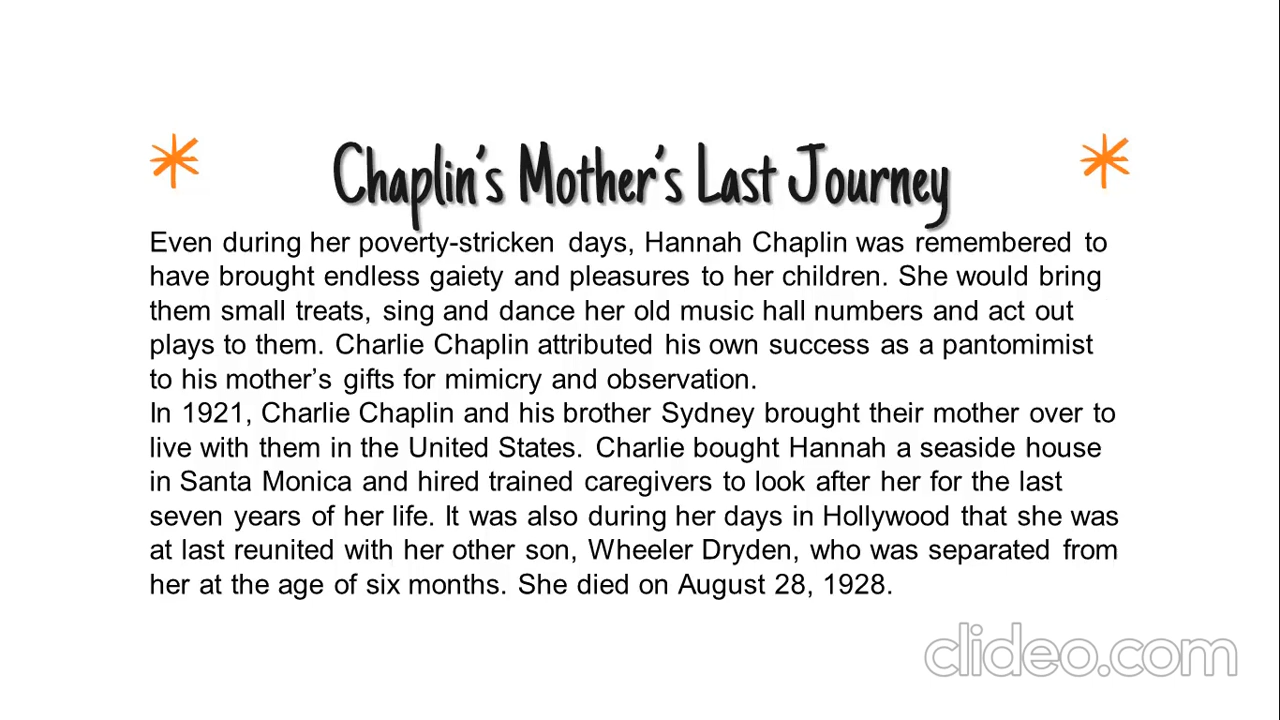 Chaplin's Mother's Last Journey
Even during her poverty-stricken days, Hannah Chaplin was remembered to
have brought endless gaiety and pleasures to her children. She would bring
them small treats, sing and dance her old music hall numbers and act out
plays to them. Charlie Chaplin attributed his own success as a pantomimist
to his mother’s gifts for mimicry and observation.
In 1921, Charlie Chaplin and his brother Sydney brought their mother over to
live with them in the United States. Charlie bought Hannah a seaside house
in Santa Monica and hired trained caregivers to look after her for the last
seven years of her life. It was also during her days in Hollywood that she was
at last reunited with her other son, Wheeler Dryden, who was separated from
her at the age of six months. She died on August 28, 1928.
clideo.com